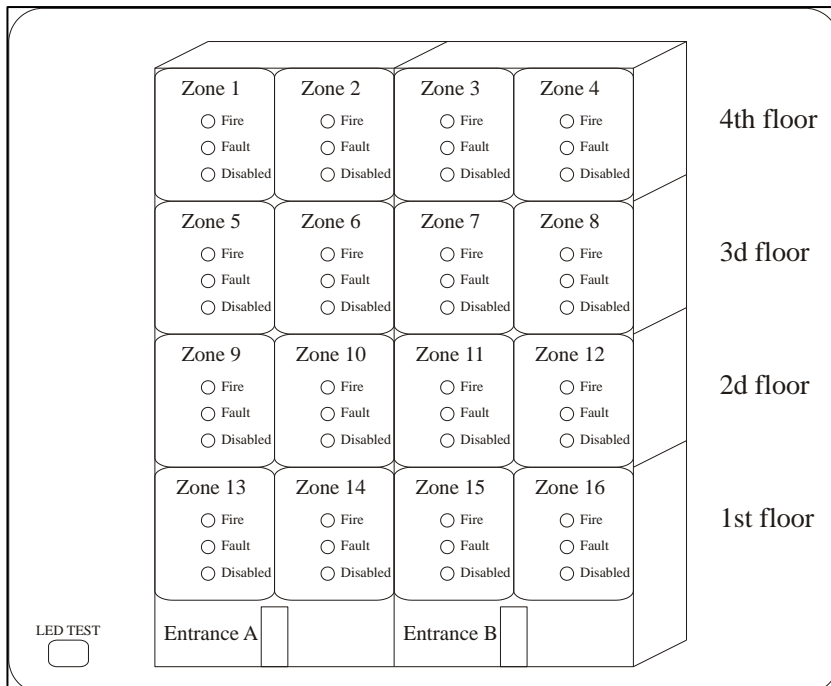 Zone 1 Zone 2 Zone 3 Zone 4
Fire Fire Fire Fire
Fault Fault Fault Fault
Disabled Disabled Disabled Disabled
4th floor
Zone 5 Zone 6 Zone 7 Zone 8
Fire Fire Fire Fire
Fault Fault Fault Fault
Disabled Disabled Disabled Disabled
3d floor
Zone 9 Zone 10 Zone 11 Zone 12
Fire Fire Fire Fire
Fault Fault Fault Fault
Disabled Disabled Disabled Disabled
2d floor
Zone 13 Zone 14 Zone 15 Zone 16
Fire Fire Fire Fire
Fault Fault Fault Fault
Disabled Disabled Disabled Disabled
1st floor
Entrance A Entrance B
LED TEST